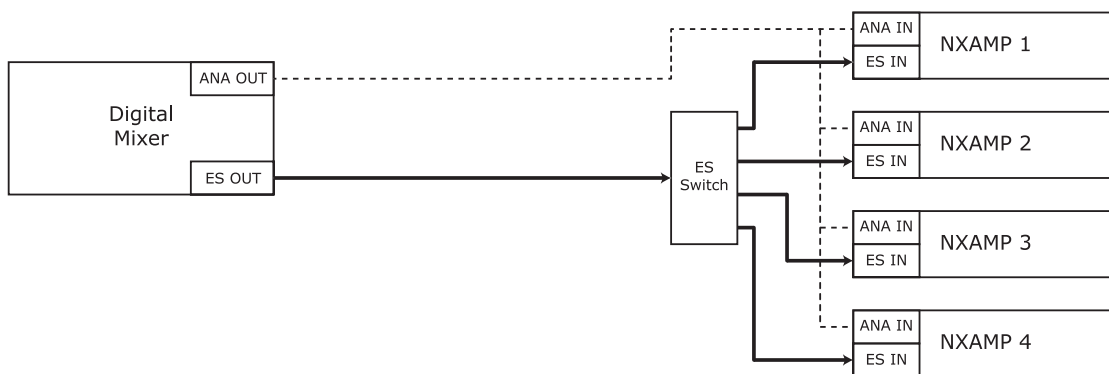 Digital
Mixer
ANA OUT
ES OUT
ES
Switch
ANA IN
ES IN
NXAMP 1
ANA IN
ES IN
NXAMP 2
ANA IN
ES IN
NXAMP 3
ANA IN
ES IN
NXAMP 4